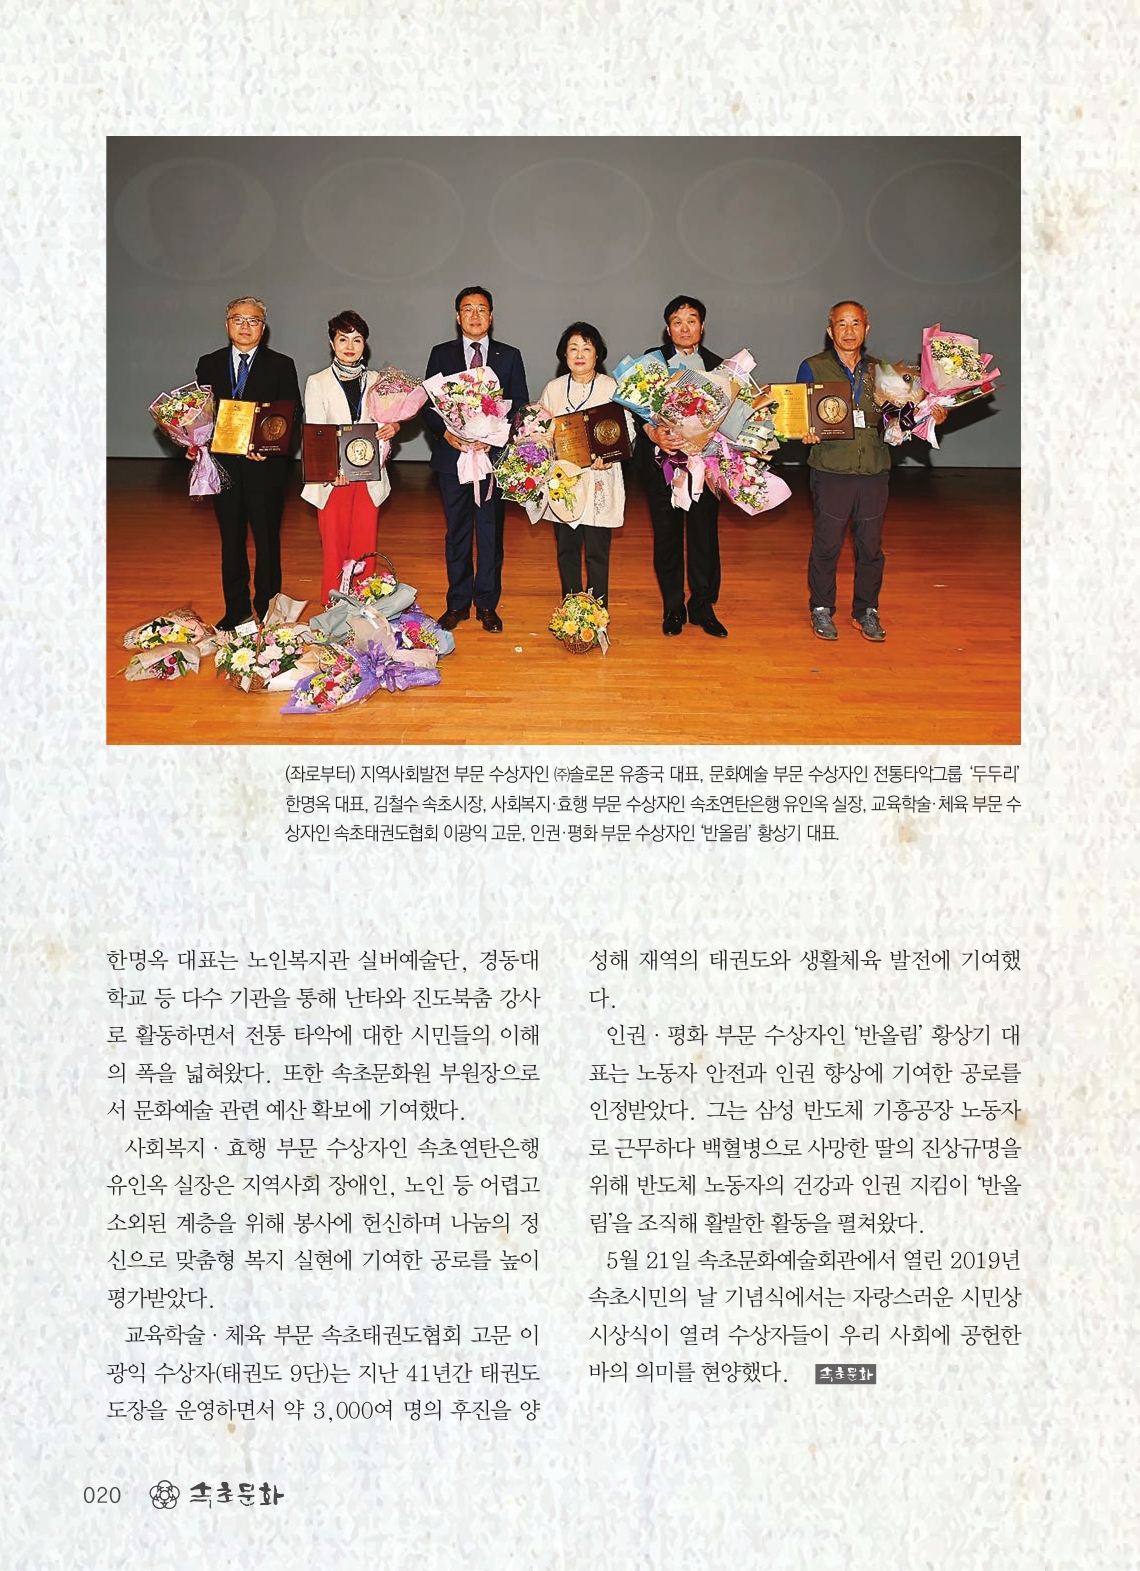 (좌로부터) 지역사회발전 부문 수상자인 ㈜솔로몬 유종국 대표, 문화예술 부문 수상자인 전통타악그룹 ‘두두리’
한명옥 대표, 김철수 속초시장, 사회복지·효행 부문 수상자인 속초연탄은행 유인옥 실장, 교육학술·체육 부문 수
상자인 속초태권도협회 이광익 고문, 인권·평화 부문 수상자인 ‘반올림’ 황상기 대표.
한명옥 대표는 노인복지관 실버예술단, 경동대
학교 등 다수 기관을 통해 난타와 진도북춤 강사
로 활동하면서 전통 타악에 대한 시민들의 이해
의 폭을 넓혀왔다. 또한 속초문화원 부원장으로
서 문화예술 관련 예산 확보에 기여했다.
사회복지 · 효행 부문 수상자인 속초연탄은행
유인옥 실장은 지역사회 장애인, 노인 등 어렵고
소외된 계층을 위해 봉사에 헌신하며 나눔의 정
신으로 맞춤형 복지 실현에 기여한 공로를 높이
평가받았다.
교육학술 · 체육 부문 속초태권도협회 고문 이
광익 수상자(태권도 9단)는 지난 41년간 태권도
도장을 운영하면서 약 3,000여 명의 후진을 양
성해 재역의 태권도와 생활체육 발전에 기여했
다.
인권 · 평화 부문 수상자인 ‘반올림’ 황상기 대
표는 노동자 안전과 인권 향상에 기여한 공로를
인정받았다. 그는 삼성 반도체 기흥공장 노동자
로 근무하다 백혈병으로 사망한 딸의 진상규명을
위해 반도체 노동자의 건강과 인권 지킴이 ‘반올
림’을 조직해 활발한 활동을 펼쳐왔다.
5월 21일 속초문화예술회관에서 열린 2019년
속초시민의 날 기념식에서는 자랑스러운 시민상
시상식이 열려 수상자들이 우리 사회에 공헌한
바의 의미를 현양했다. 속초문화
020 속초문화